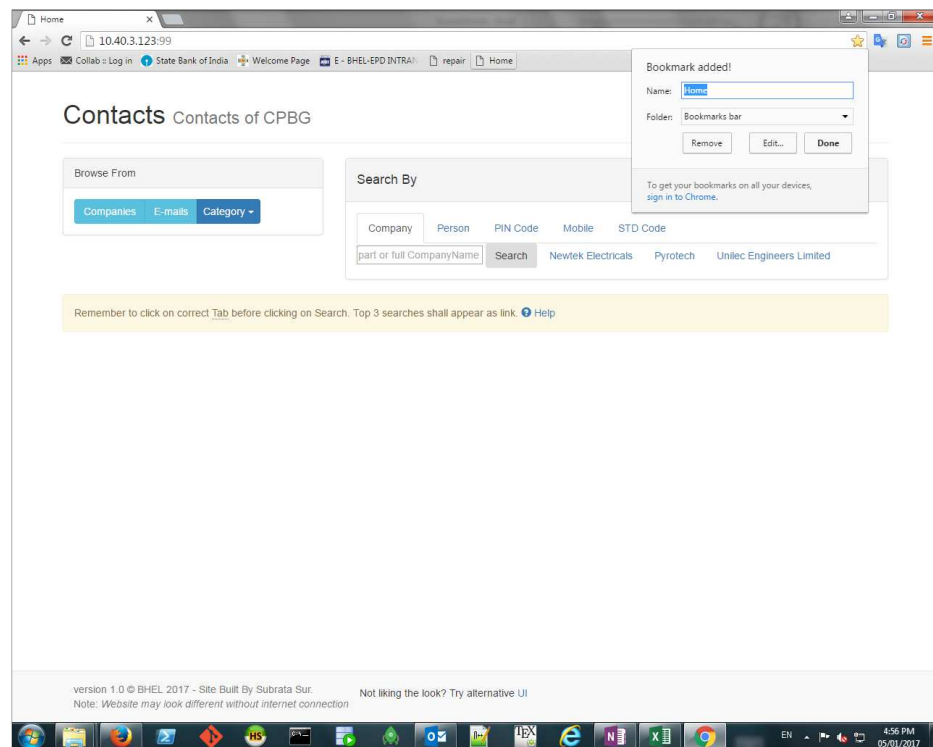 Home
10.40.3.123:99
Apps Collab :: Log in State Bank of India Welcome Page E - BHEL-EPD INTRAN repair Home
Bookmark added!
Name: Home
Folder: Bookmarks bar
Remove Edit... Done
To get your bookmarks on all your devices,
sign in to Chrome.
Contacts Contacts of CPBG
Browse From
Companies E-mails Category
Search By
Company Person PIN Code Mobile STD Code
part or full CompanyName Search Newtek Electricals Pyrotech Unilec Engineers Limited
Remember to click on correct Tab before clicking on Search. Top 3 searches shall appear as link. Help
version 1.0 © BHEL 2017 - Site Built By Subrata Sur.
Note: Website may look different without internet connection
Not liking the look? Try alternative UI
HS
TEX
EN
4:56 PM
05/01/2017